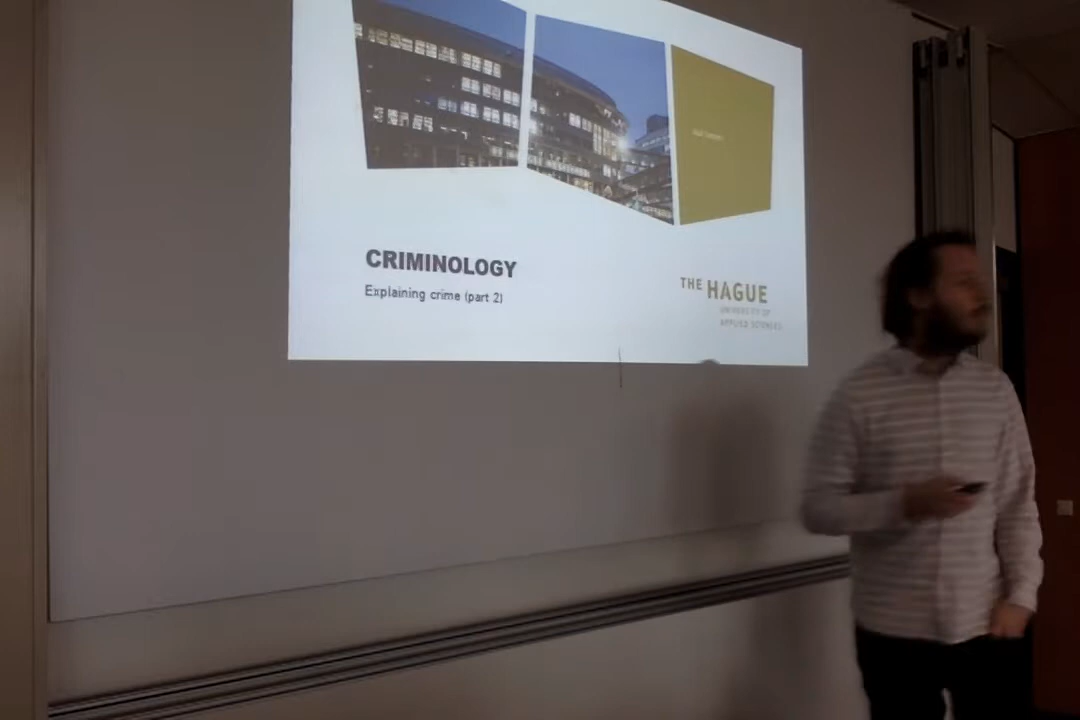 CRIMINOLOGY
Explaining crime (part 2)
THE HAGUE
UNIVERSITY OF
APPLIED SCIENCES